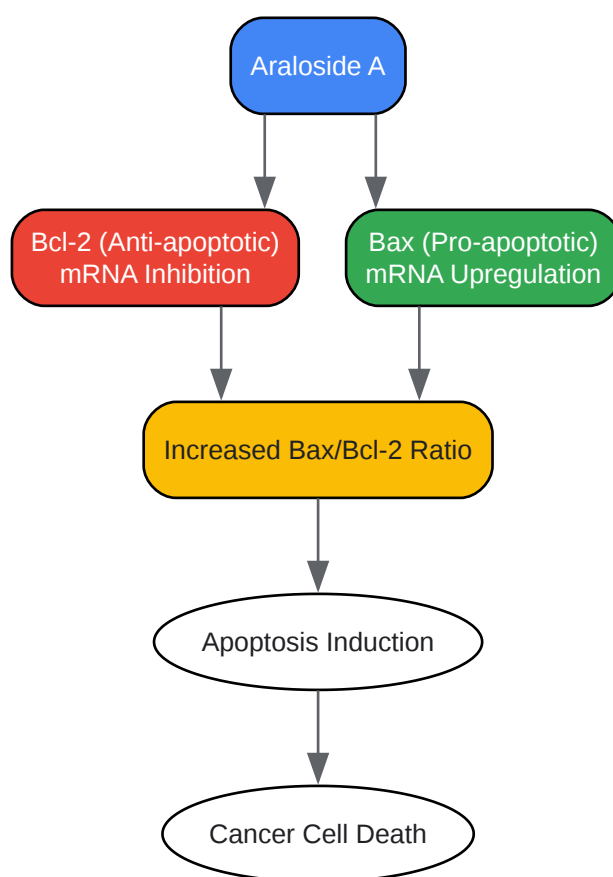 Araloside A
Bcl-2 (Anti-apoptotic)
mRNA Inhibition
Bax (Pro-apoptotic)
mRNA Upregulation
Increased Bax/Bcl-2 Ratio
Apoptosis Induction
Cancer Cell Death